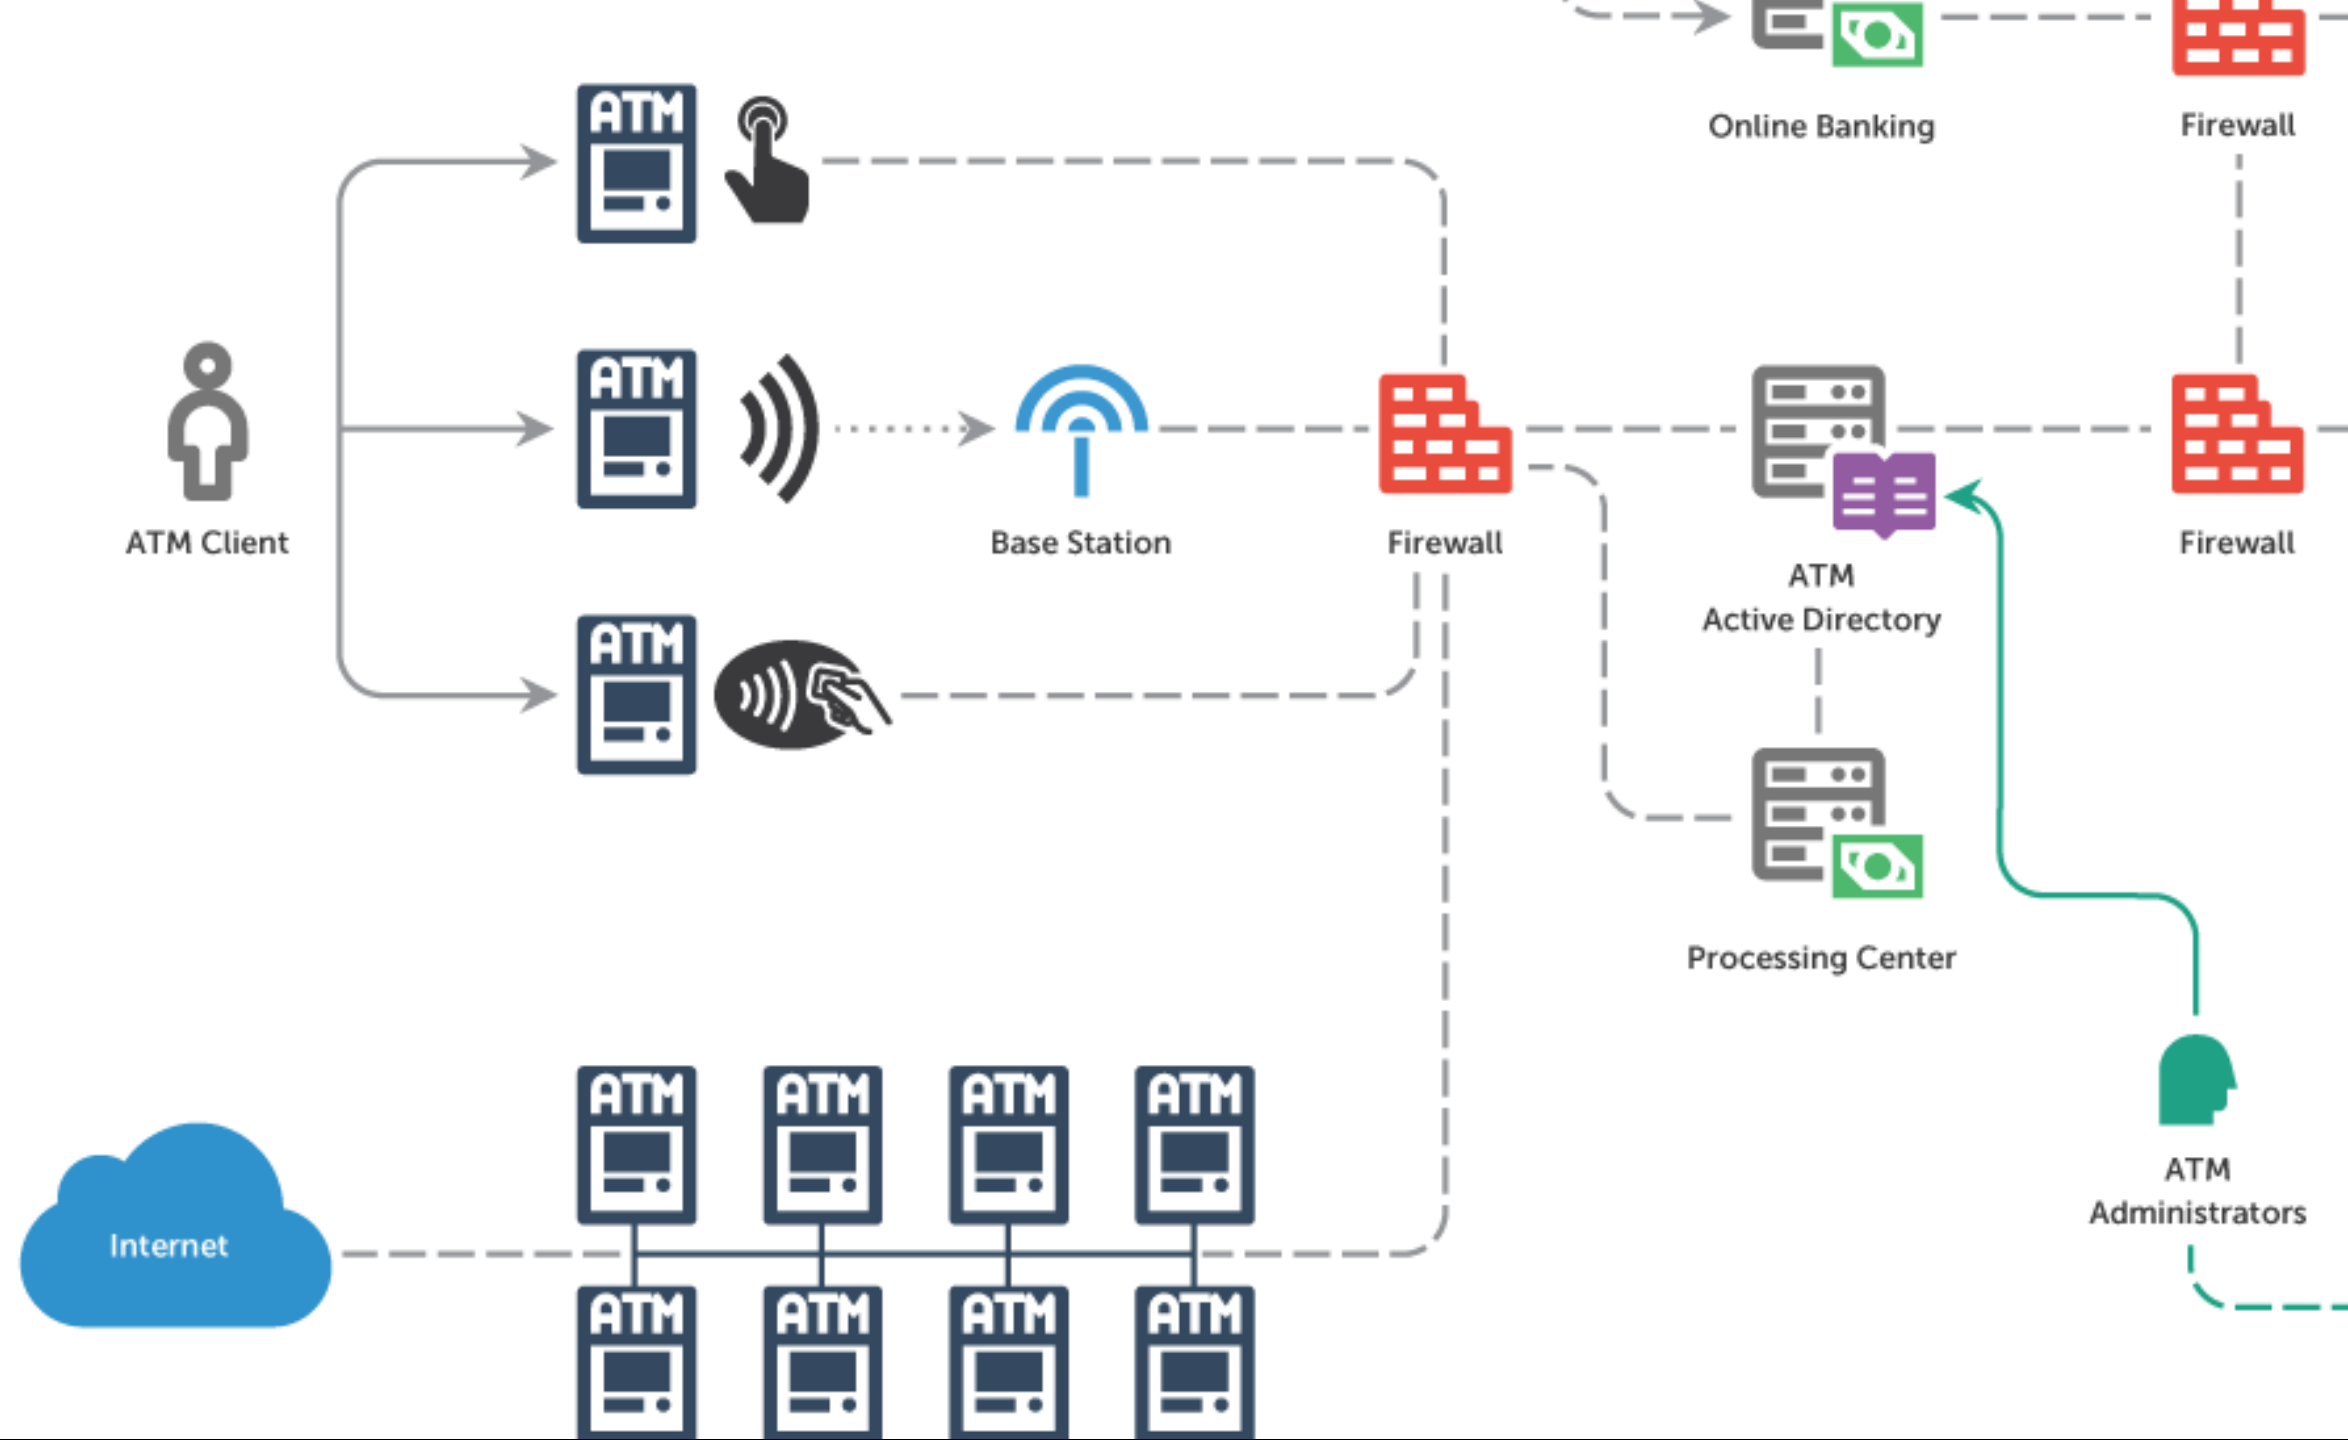 Online Banking
Firewall
ATM
ATM
ATM Client
Base Station
Firewall
Firewall
ATM
Active Directory
ATM
Processing Center
ATM
Administrators
Internet
ATM
ATM
ATM
ATM
ATM
ATM
ATM
ATM